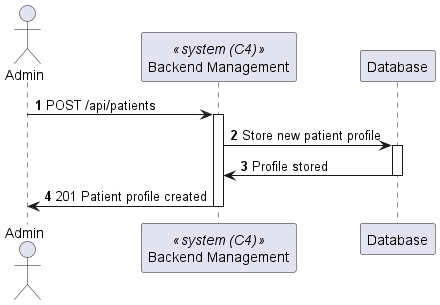 Admin
« system (C4) »
Backend Management
Database
1 POST /api/patients
2 Store new patient profile
3 Profile stored
4 201 Patient profile created
Admin
« system (C4) »
Backend Management
Database